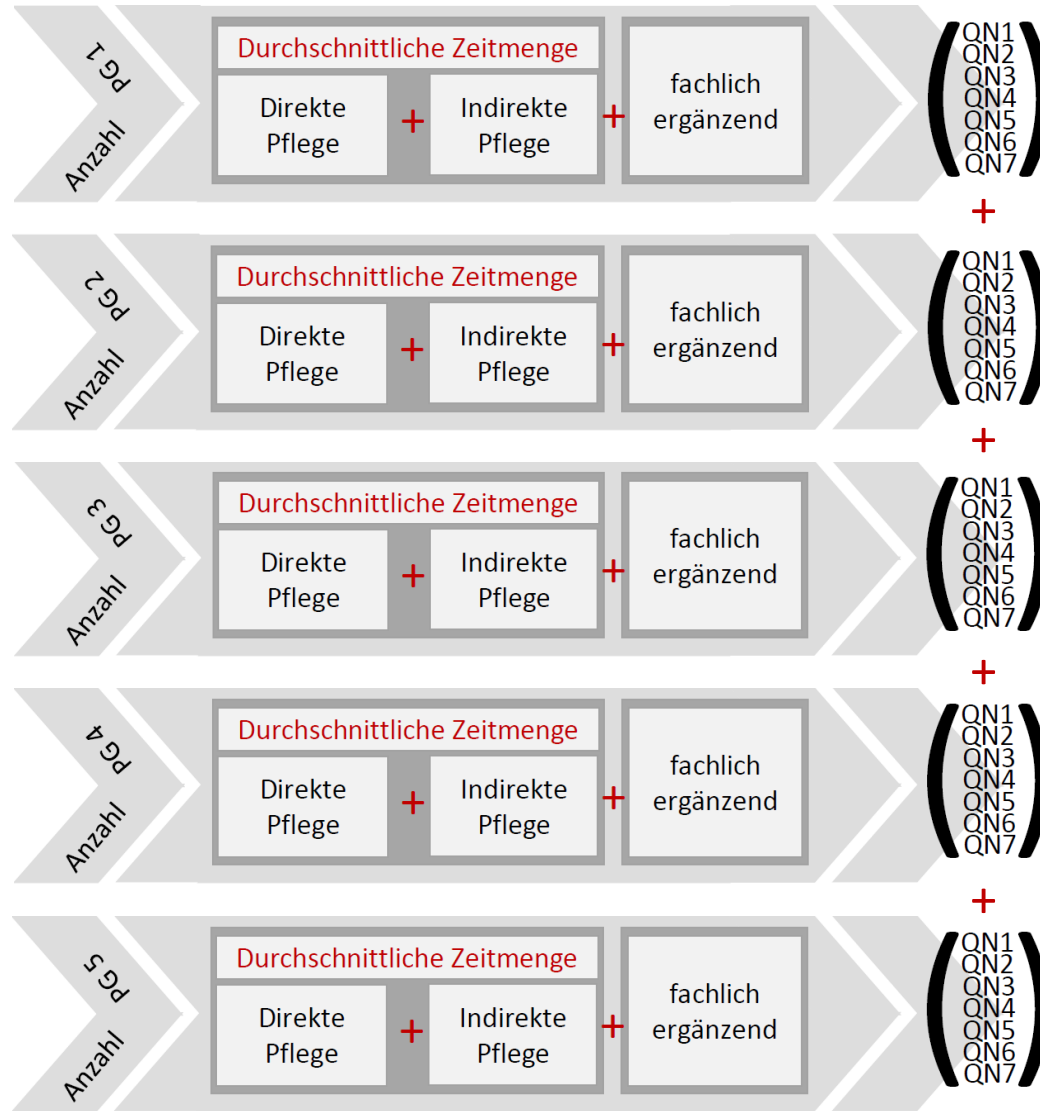 PG 1
Anzahl
Durchschnittliche Zeitmenge
Direkte
Pflege
+
Indirekte
Pflege
+
fachlich
ergänzend
QN1
QN2
QN3
QN4
QN5
QN6
QN7
+
PG 2
Anzahl
Durchschnittliche Zeitmenge
Direkte
Pflege
+
Indirekte
Pflege
+
fachlich
ergänzend
QN1
QN2
QN3
QN4
QN5
QN6
QN7
+
PG 3
Anzahl
Durchschnittliche Zeitmenge
Direkte
Pflege
+
Indirekte
Pflege
+
fachlich
ergänzend
QN1
QN2
QN3
QN4
QN5
QN6
QN7
+
PG 4
Anzahl
Durchschnittliche Zeitmenge
Direkte
Pflege
+
Indirekte
Pflege
+
fachlich
ergänzend
QN1
QN2
QN3
QN4
QN5
QN6
QN7
+
PG 5
Anzahl
Durchschnittliche Zeitmenge
Direkte
Pflege
+
Indirekte
Pflege
+
fachlich
ergänzend
QN1
QN2
QN3
QN4
QN5
QN6
QN7